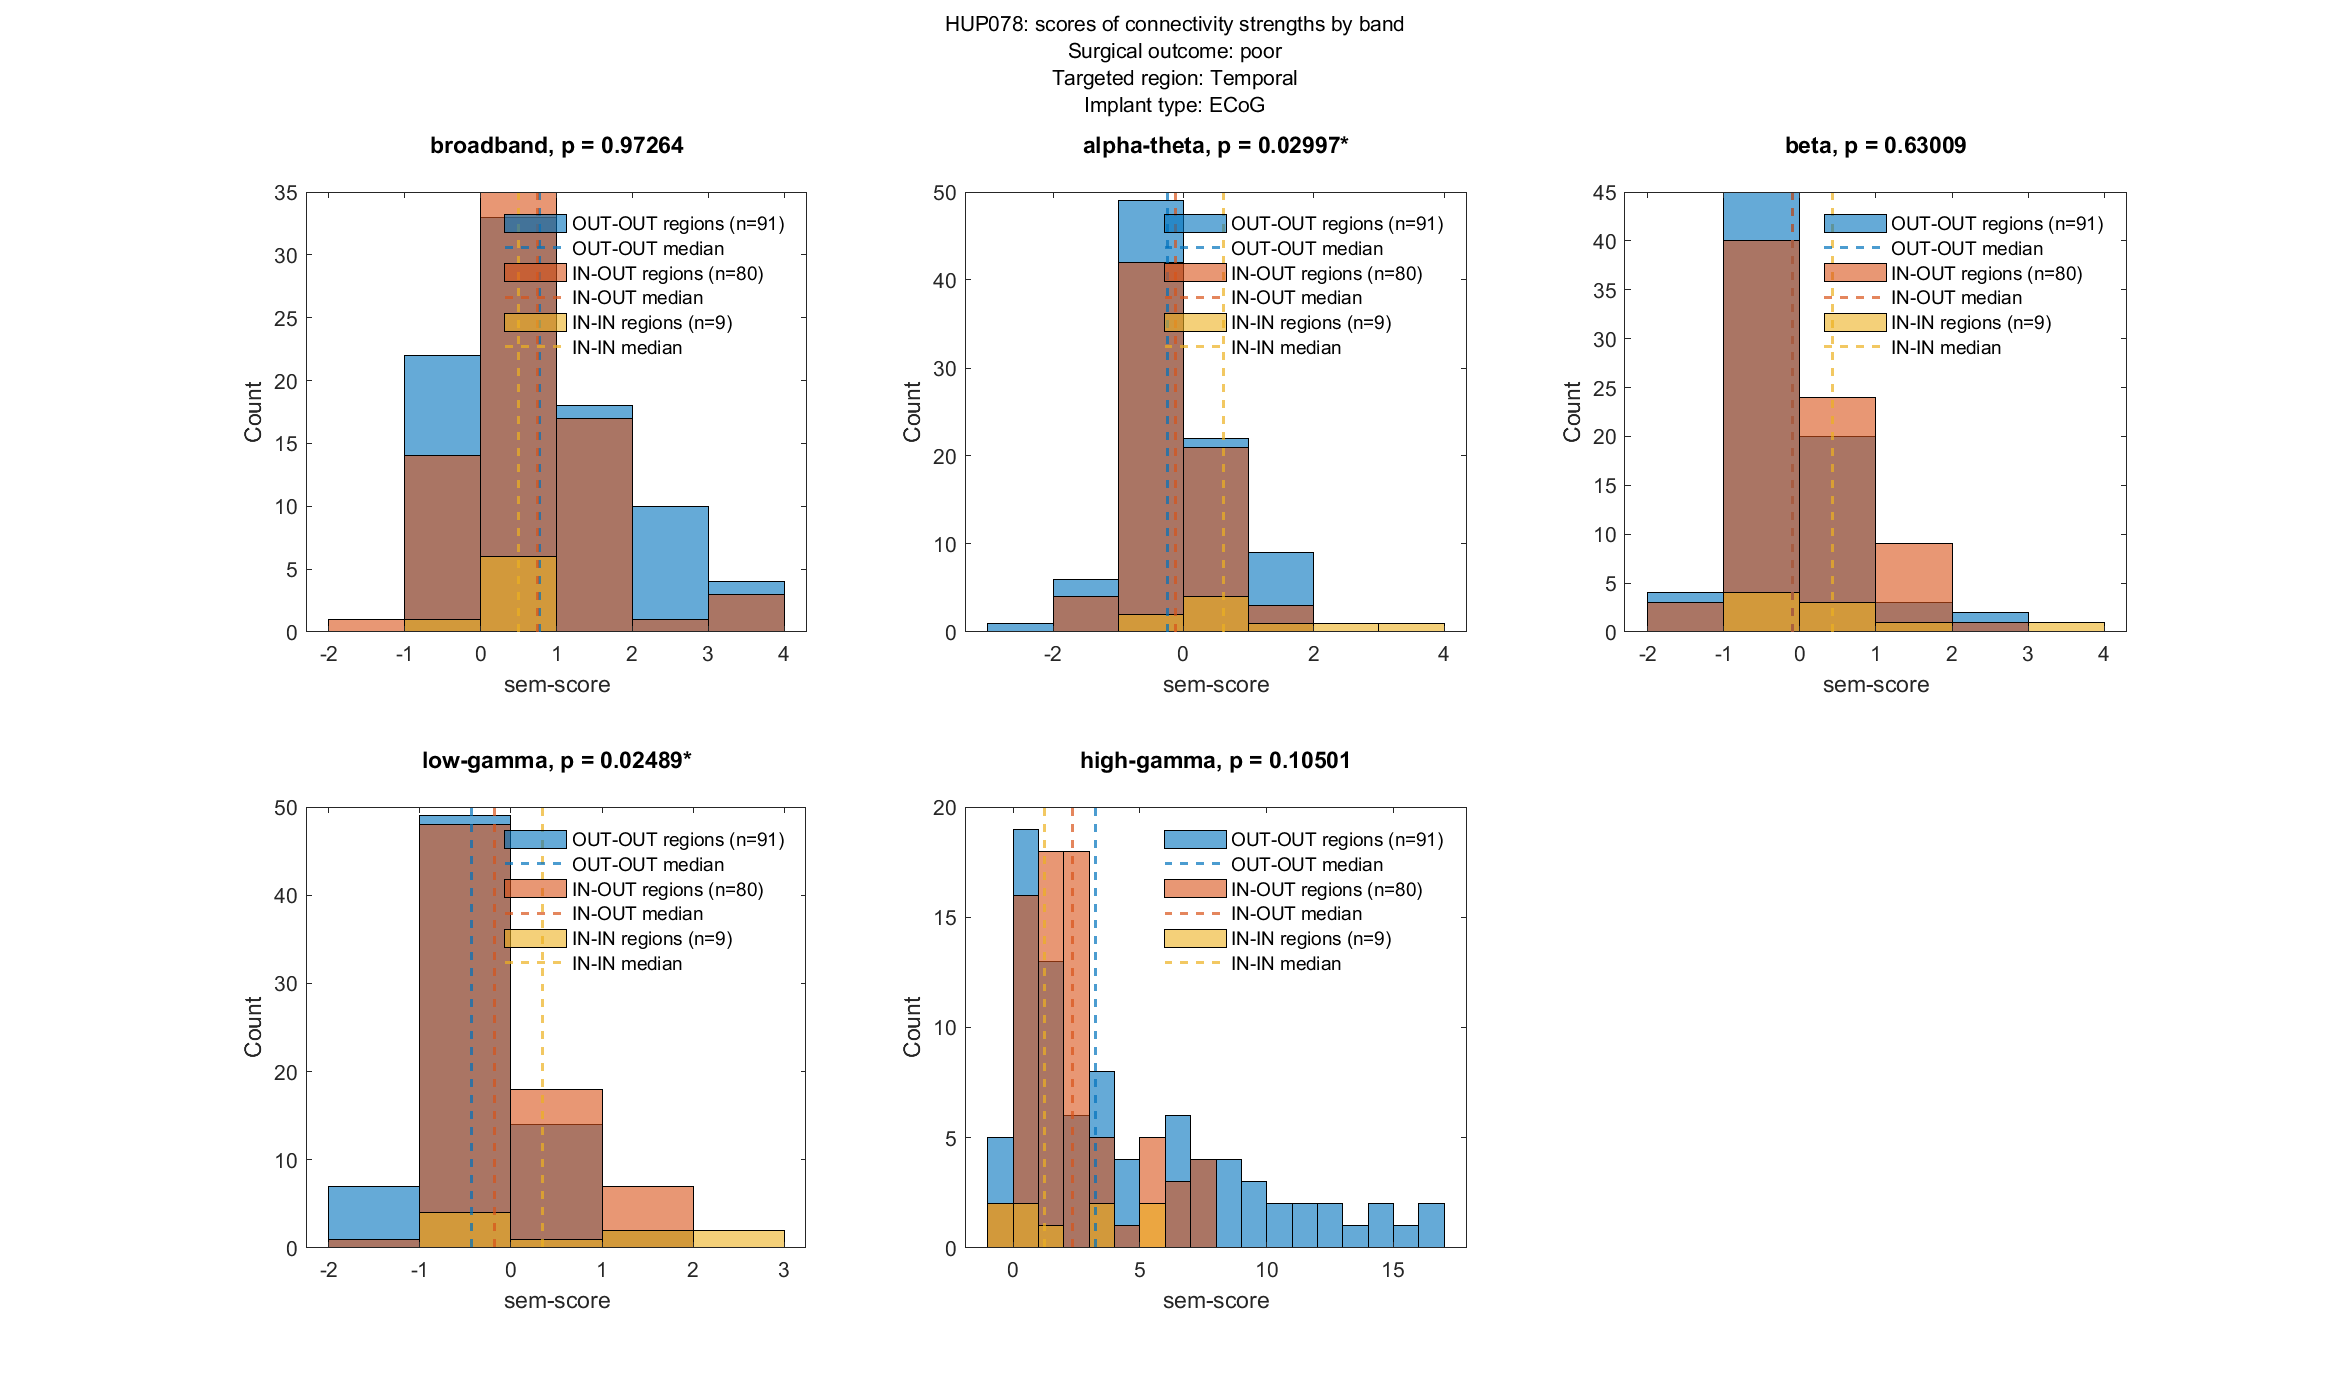 HUP078: scores of connectivity strengths by band
Surgical outcome: poor
Targeted region: Temporal
Implant type: ECoG
broadband, p = 0.97264
35
30
25
20
15
10
5
0
Count
-2 -1 0 1 2 3 4
sem-score
OUT-OUT regions (n=91)
OUT-OUT median
IN-OUT regions (n=80)
IN-OUT median
IN-IN regions (n=9)
IN-IN median
alpha-theta, p = 0.02997*
50
40
30
20
10
0
Count
-2 0 2 4
sem-score
OUT-OUT regions (n=91)
OUT-OUT median
IN-OUT regions (n=80)
IN-OUT median
IN-IN regions (n=9)
IN-IN median
beta, p = 0.63009
45
40
35
30
25
20
15
10
5
0
Count
-2 -1 0 1 2 3 4
sem-score
OUT-OUT regions (n=91)
OUT-OUT median
IN-OUT regions (n=80)
IN-OUT median
IN-IN regions (n=9)
IN-IN median
low-gamma, p = 0.02489*
50
40
30
20
10
0
Count
-2 -1 0 1 2 3
sem-score
OUT-OUT regions (n=91)
OUT-OUT median
IN-OUT regions (n=80)
IN-OUT median
IN-IN regions (n=9)
IN-IN median
high-gamma, p = 0.10501
20
15
10
5
0
Count
0 5 10 15
sem-score
OUT-OUT regions (n=91)
OUT-OUT median
IN-OUT regions (n=80)
IN-OUT median
IN-IN regions (n=9)
IN-IN median